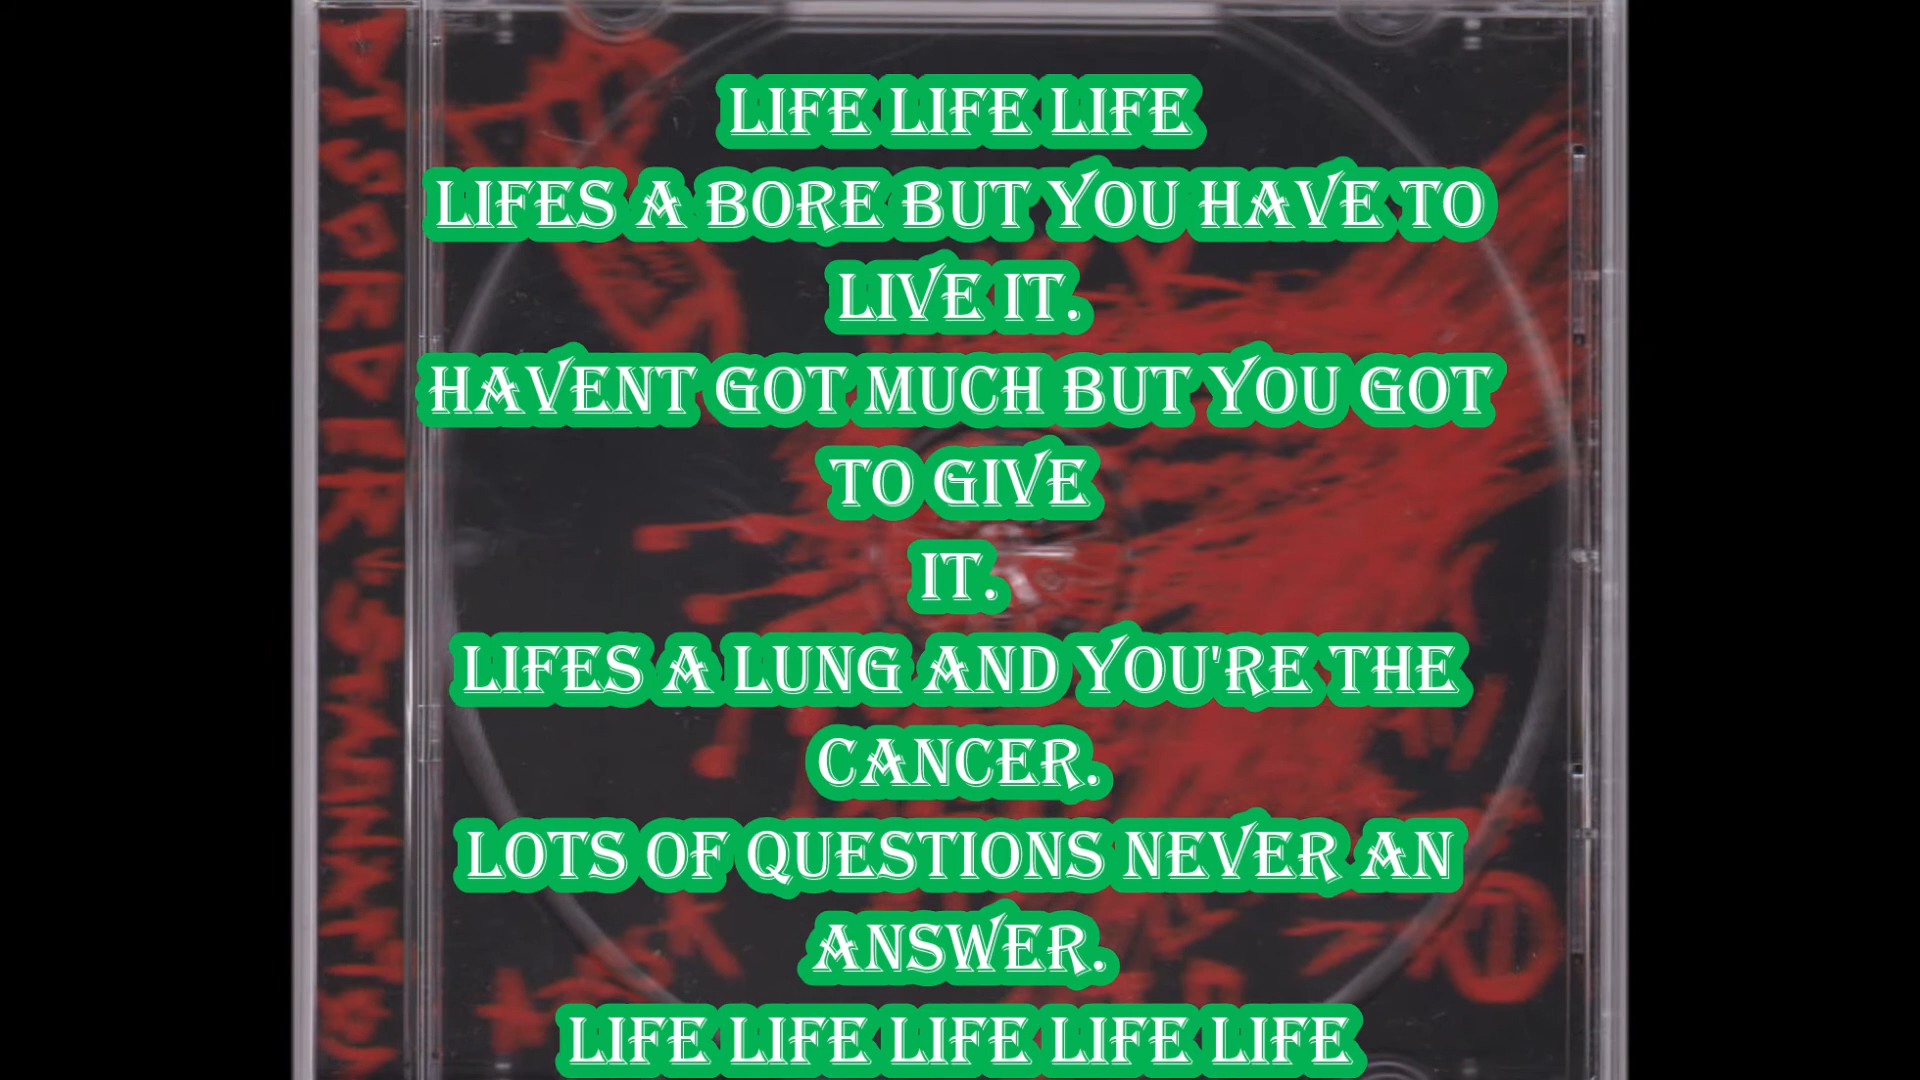 LIFE LIFE LIFE
LIFES A BORE BUT YOU HAVE TO
LIVE IT.
HAVENT GOT MUCH BUT YOU GOT
TO GIVE
IT.
LIFES A LUNG AND YOU'RE THE
CANCER.
LOTS OF QUESTIONS NEVER AN
ANSWER.
LIFE LIFE LIFE LIFE LIFE
DISORDER